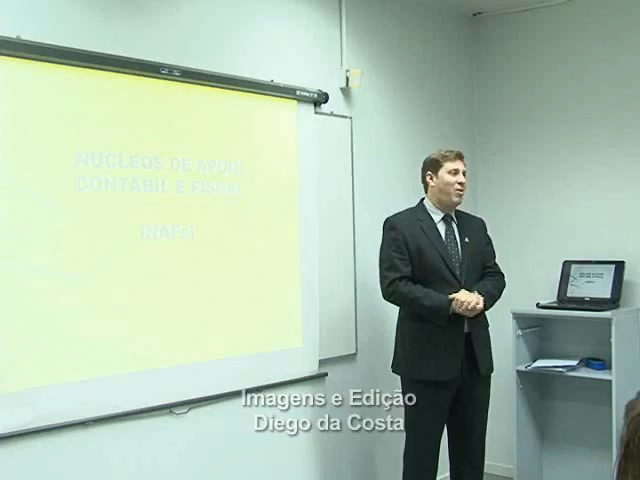 NÚCLEOS DE APOIO
CONTÁBIL E FISCAL
(NAF)
Imagens e Edição
Diego da Costa